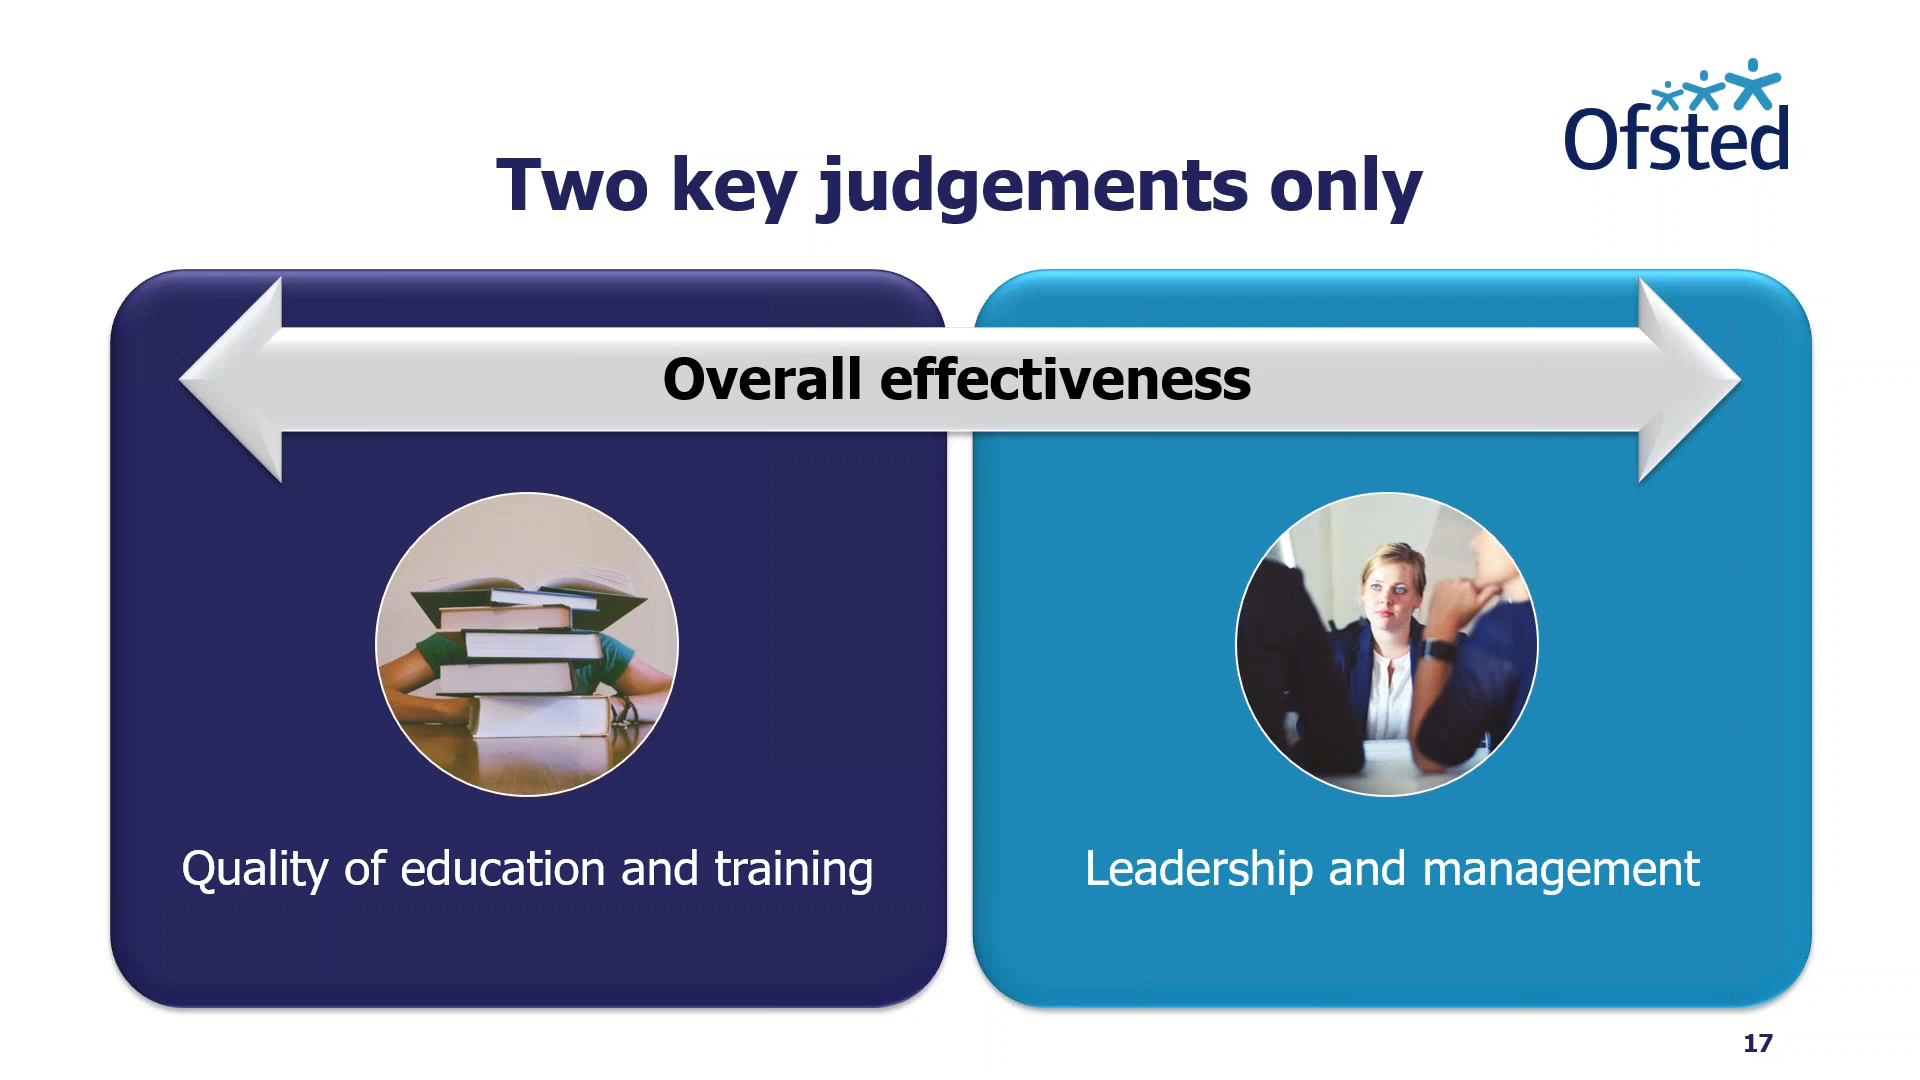 Ofsted
Two key judgements only
Overall effectiveness
Quality of education and training
Leadership and management
17